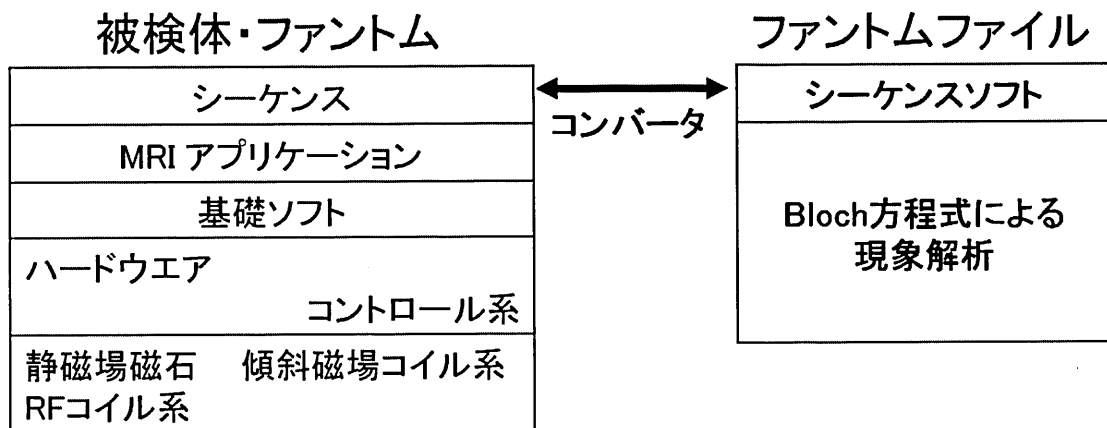 被検体・ファントム
シーケンス
MRI アプリケーション
基礎ソフト
ハードウエア
コントロール系
静磁場磁石 傾斜磁場コイル系
RFコイル系
コンバータ
ファントムファイル
シーケンスソフト
Bloch方程式による
現象解析